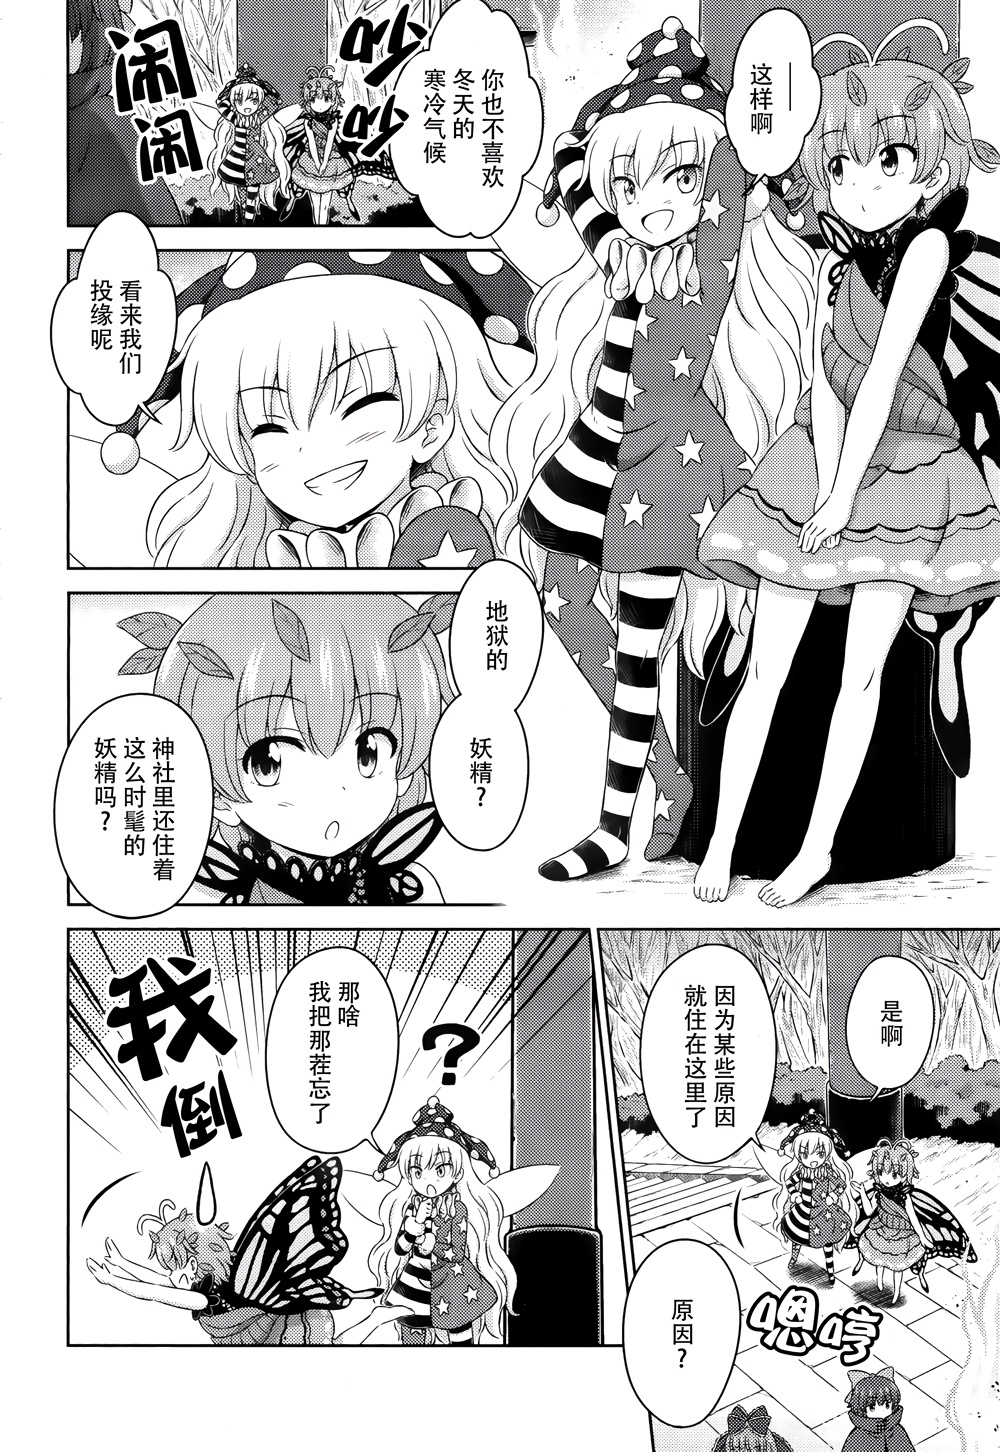 这样啊
——
你也不喜欢
冬天的
寒冷气候
吵
吵
闹
闹
看来我们
投缘呢
地狱的
妖精？
神社里还住着
这么时髦的
妖精吗？
是啊
因为某些原因
就住在这里了
原因？
嗯哼
？
那啥
我把那茬忘了
我倒